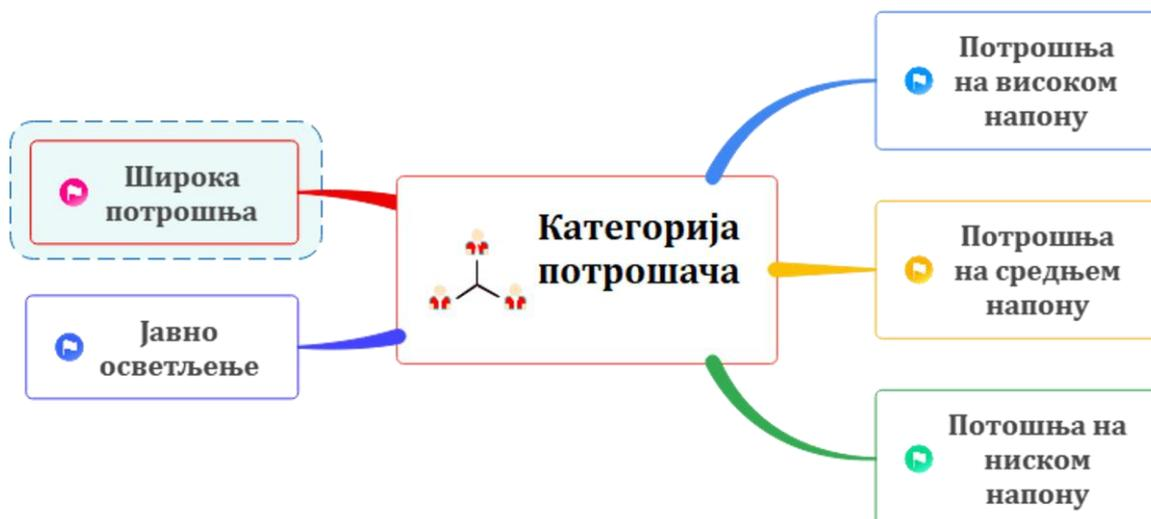 Категорија
потрошача
Потрошња
на високом
напону
Потрошња
на средњем
напону
Потошња на
ниском
напону
Широка
потрошња
Јавно
осветљење